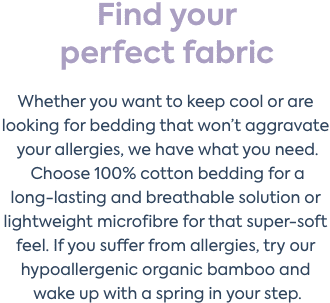 Find your
perfect fabric
Whether you want to keep cool or are
looking for bedding that won't aggravate
your allergies, we have what you need.
Choose 100% cotton bedding for a
long-lasting and breathable solution or
lightweight microfibre for that super-soft
feel. If you suffer from allergies, try our
hypoallergenic organic bamboo and
wake up with a spring in your step.